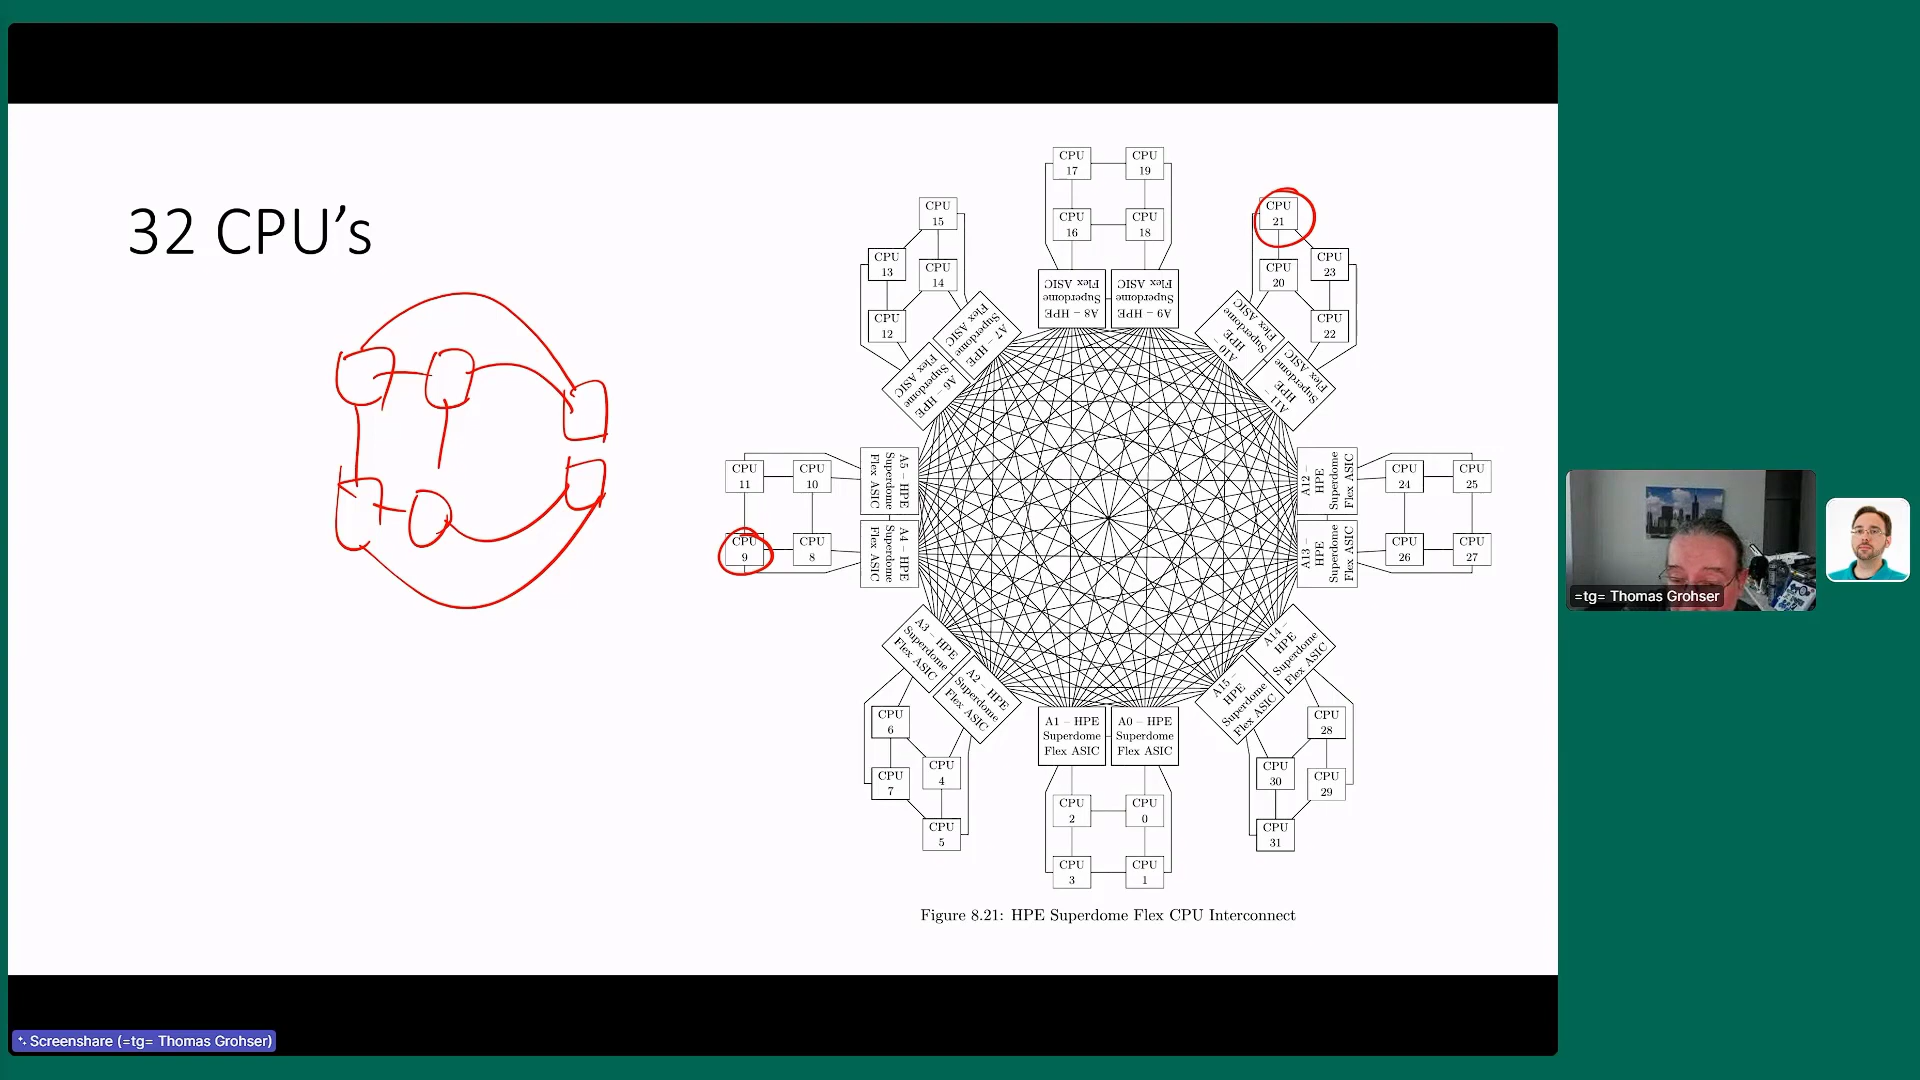 32 CPU's
CPU
17
CPU
19
CPU
16
CPU
18
CPU
15
CPU
13
CPU
14
CPU
12
CPU
21
CPU
23
CPU
20
CPU
22
A8 – HPE
Superdome
Flex ASIC
A9 – HPE
Superdome
Flex ASIC
A7 – HPE
Superdome
Flex ASIC
A6 – HPE
Superdome
Flex ASIC
A10 –
HPE
Superdome
Flex ASIC
A11 –
HPE
Superdome
Flex ASIC
CPU
11
CPU
10
A5 – HPE
Superdome
Flex ASIC
A12 –
HPE
Superdome
Flex ASIC
CPU
24
CPU
25
CPU
9
CPU
8
A4 – HPE
Superdome
Flex ASIC
A13 –
HPE
Superdome
Flex ASIC
CPU
26
CPU
27
A3 – HPE
Superdome
Flex ASIC
A2 – HPE
Superdome
Flex ASIC
A14 –
HPE
Superdome
Flex ASIC
A15 –
HPE
Superdome
Flex ASIC
A1 – HPE
Superdome
Flex ASIC
A0 – HPE
Superdome
Flex ASIC
CPU
6
CPU
4
CPU
7
CPU
5
CPU
28
CPU
30
CPU
29
CPU
31
CPU
2
CPU
0
CPU
3
CPU
1
Figure 8.21: HPE Superdome Flex CPU Interconnect
=tg= Thomas Grohser
Screenshare (=tg= Thomas Grohser)